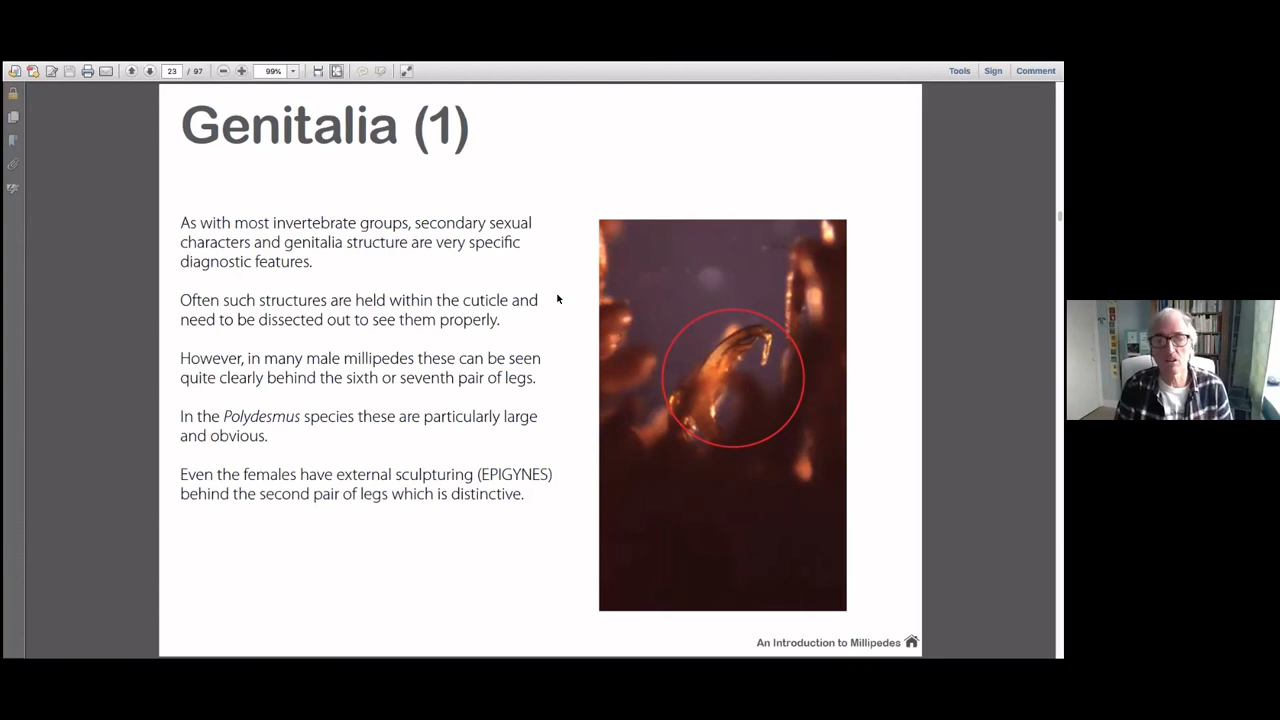 23 / 97
99%
Tools Sign Comment
Genitalia (1)
As with most invertebrate groups, secondary sexual
characters and genitalia structure are very specific
diagnostic features.
Often such structures are held within the cuticle and
need to be dissected out to see them properly.
However, in many male millipedes these can be seen
quite clearly behind the sixth or seventh pair of legs.
In the Polydesmus species these are particularly large
and obvious.
Even the females have external sculpturing (EPIGYNES)
behind the second pair of legs which is distinctive.
An Introduction to Millipedes